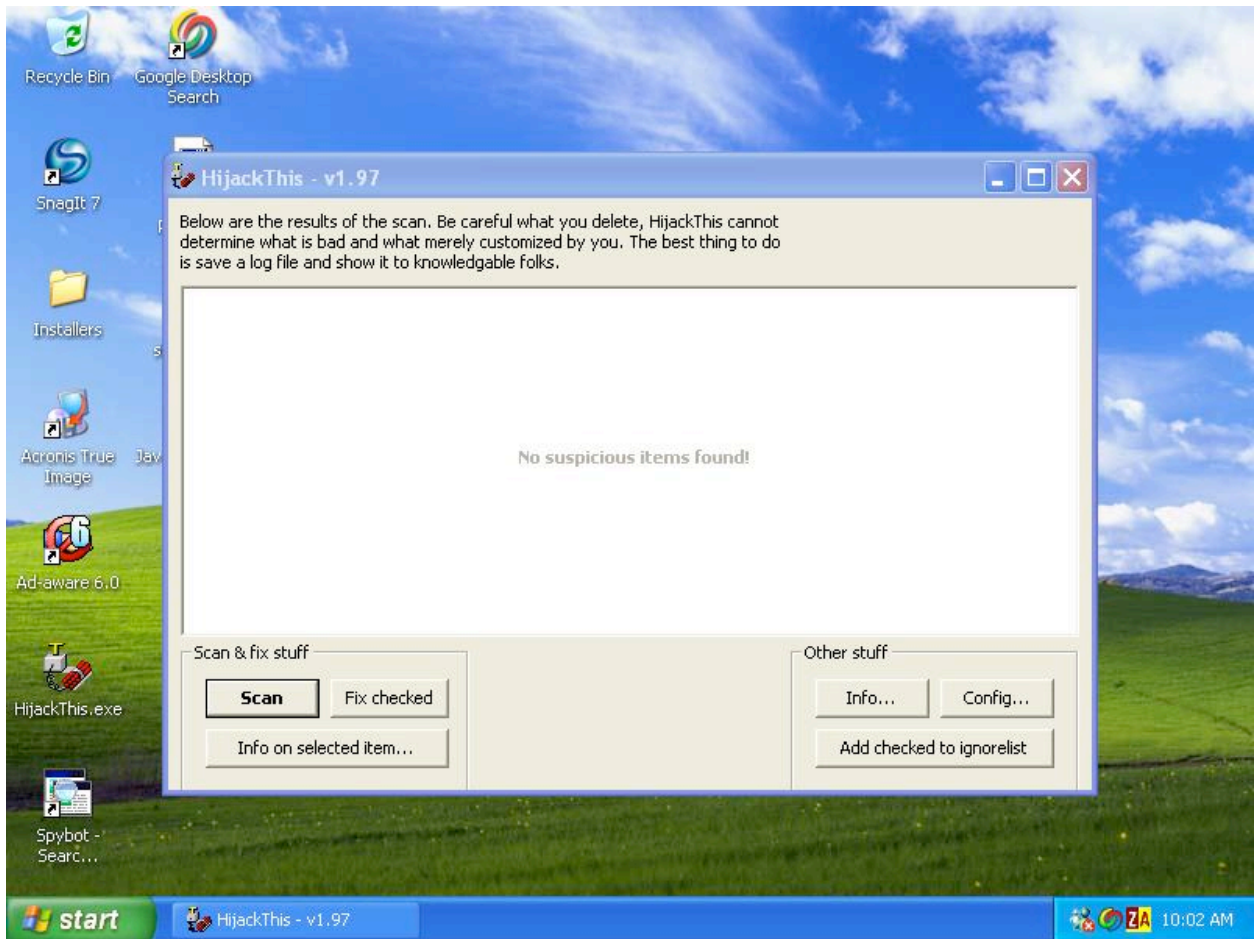 Recycle Bin
Google Desktop
Search
SnagIt 7
Installers
Acronis True
Image
Jav
Ad-aware 6.0
HijackThis.exe
Spybot -
Searc...
HijackThis - v1.97
Below are the results of the scan. Be careful what you delete, HijackThis cannot
determine what is bad and what merely customized by you. The best thing to do
is save a log file and show it to knowledgable folks.
No suspicious items found!
Scan & fix stuff
Scan
Fix checked
Info on selected item...
Other stuff
Info...
Config...
Add checked to ignorelist
start
HijackThis - v1.97
ZA
10:02 AM